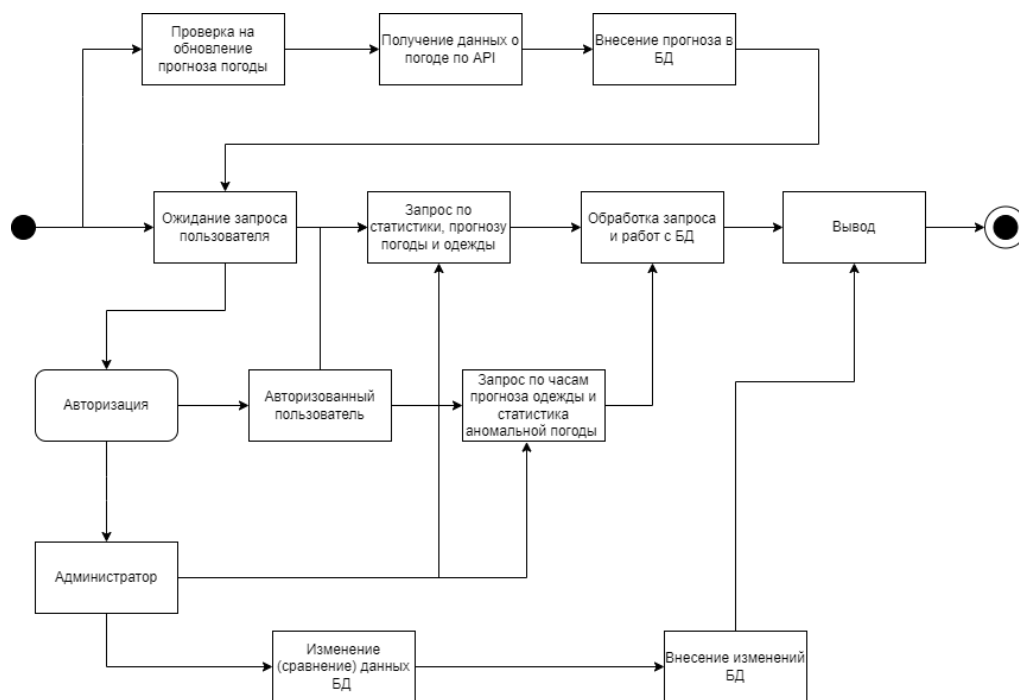 Проверка на
обновление
прогноза погоды
Получение данных о
погоде по API
Внесение прогноза в
БД
Ожидание запроса
пользователя
Запрос по
статистики, прогнозу
погоды и одежды
Обработка запроса
и работ с БД
Вывод
Авторизация
Авторизованный
пользователь
Запрос по часам
прогноза одежды и
статистика
аномальной погоды
Администратор
Изменение
(сравнение) данных
БД
Внесение изменений
БД